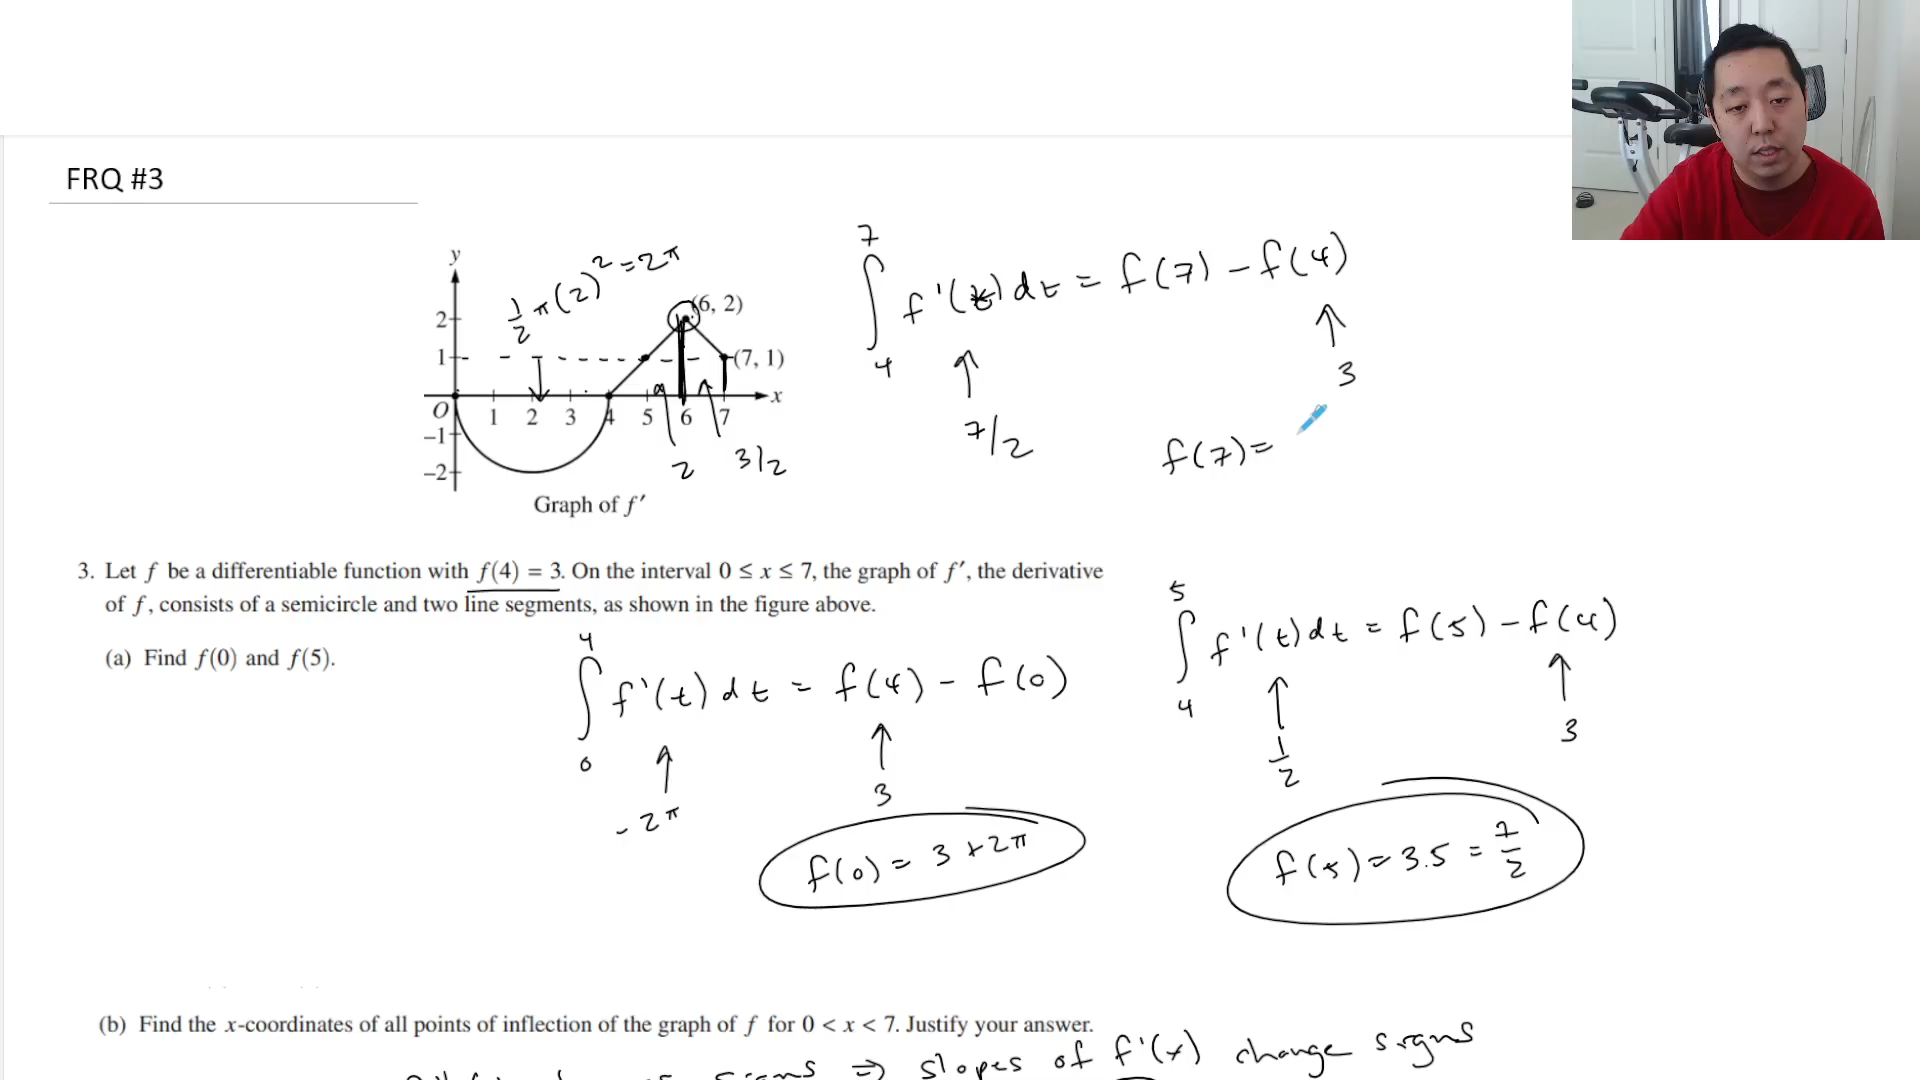 FRQ #3
y
½π(2)²=2π
2
(6, 2)
1
(7, 1)
O 1 2 3 4 5 6 7 x
−1
−2
2 3/2
Graph of f′
7
∫ f'(t)dt = f(7) – f(4)
4
3
7/2
f(7)=
3. Let f be a differentiable function with f(4) = 3. On the interval 0 ≤ x ≤ 7, the graph of f′, the derivative
of f, consists of a semicircle and two line segments, as shown in the figure above.
(a) Find f(0) and f(5).
4
∫ f'(t)dt = f(4) – f(0)
0
-2π
3
f(0) = 3+2π
5
∫ f'(t)dt = f(5) – f(4)
4
1/2
3
f(5)=3.5=7/2
(b) Find the x-coordinates of all points of inflection of the graph of f for 0 < x < 7. Justify your answer.
signs ⇒ slopes of f'(x) change signs